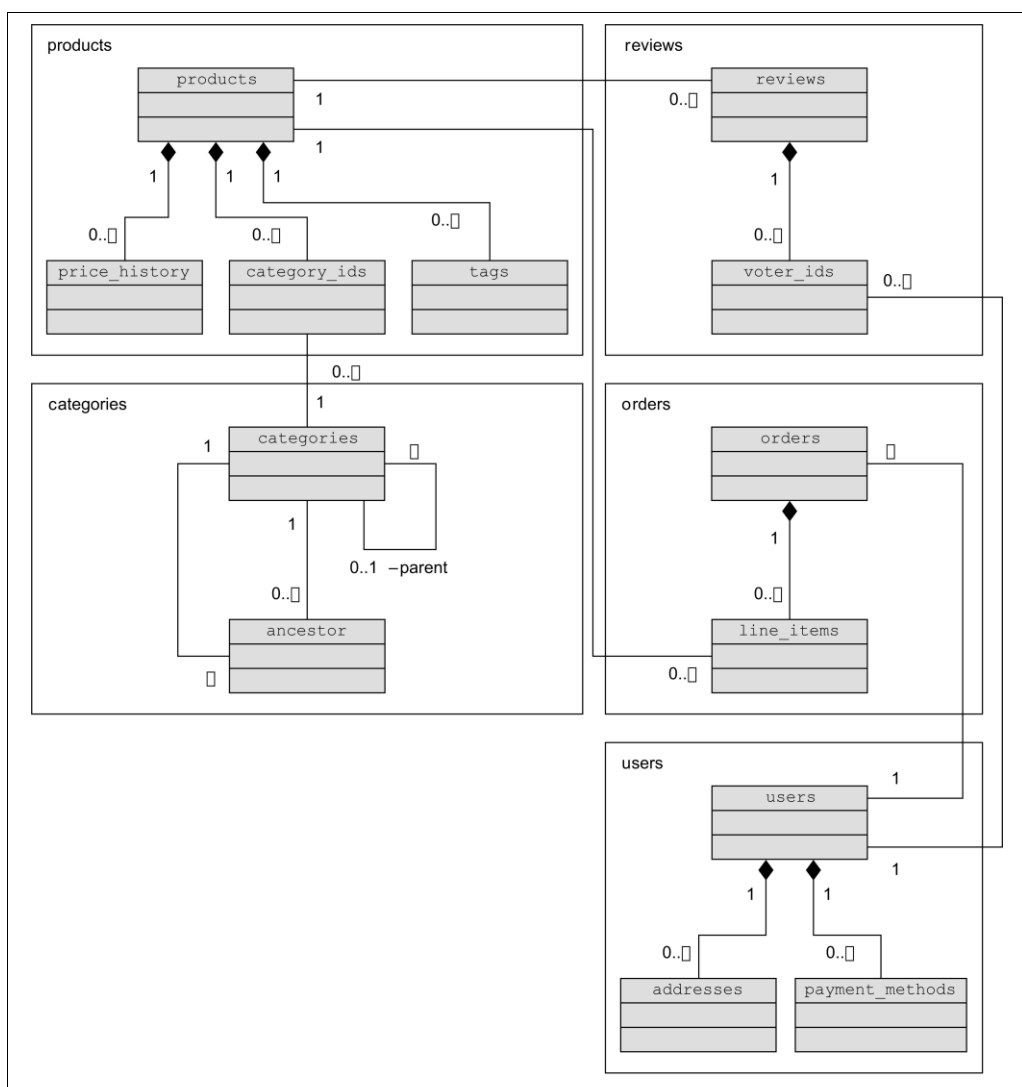 products
products
1
0..▯
1
1
1
1
0..▯
0..▯
0..▯
price_history
category_ids
tags
reviews
reviews
1
0..▯
voter_ids
0..▯
0..▯
1
categories
categories
1
▯
1
0..1 –parent
0..▯
ancestor
▯
orders
orders
▯
1
0..▯
line_items
0..▯
users
users
1
1
1
1
0..▯
0..▯
addresses
payment_methods